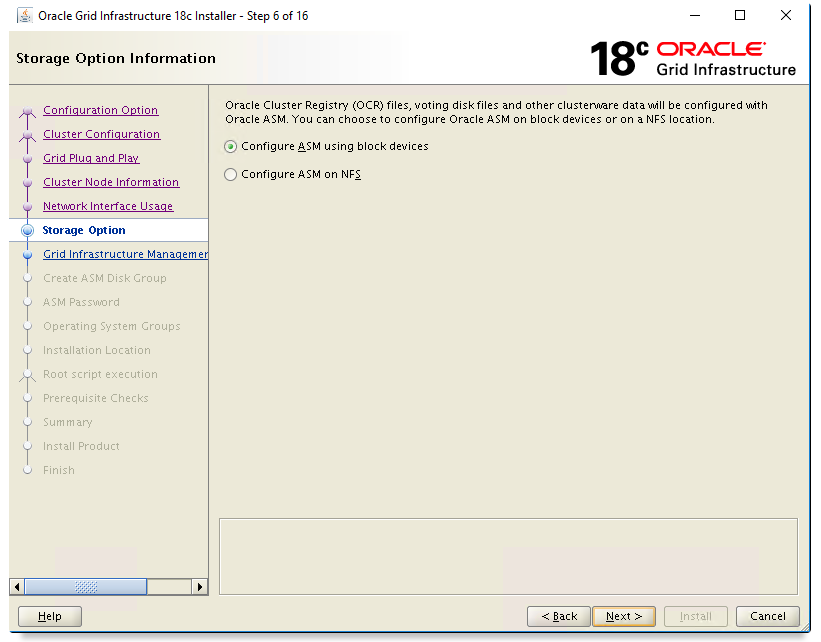 Oracle Grid Infrastructure 18c Installer - Step 6 of 16
Storage Option Information
18c ORACLE
Grid Infrastructure
Configuration Option
Cluster Configuration
Grid Plug and Play
Cluster Node Information
Network Interface Usage
Storage Option
Grid Infrastructure Managemen
Create ASM Disk Group
ASM Password
Operating System Groups
Installation Location
Root script execution
Prerequisite Checks
Summary
Install Product
Finish
Oracle Cluster Registry (OCR) files, voting disk files and other clusterware data will be configured with
Oracle ASM. You can choose to configure Oracle ASM on block devices or on a NFS location.
Configure ASM using block devices
Configure ASM on NFS
Help
< Back
Next >
Install
Cancel